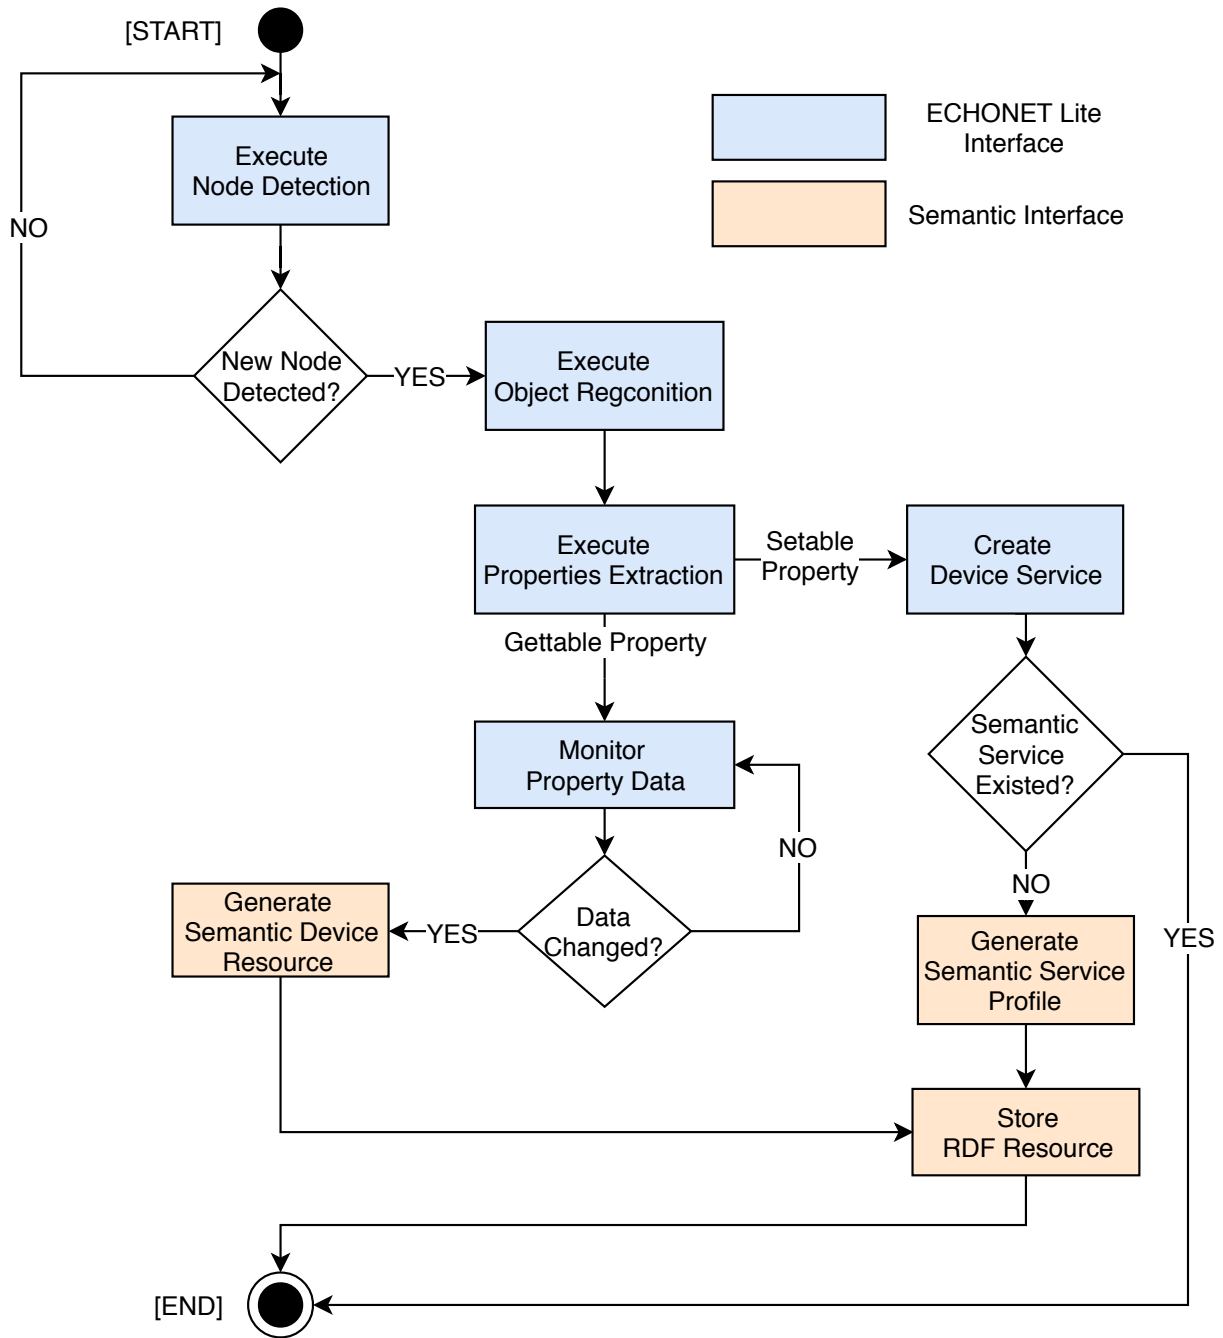 [START]
ECHONET Lite
Interface
Execute
Node Detection
Semantic Interface
NO
New Node
Detected?
YES
Execute
Object Regconition
Execute
Properties Extraction
Setable
Property
Create
Device Service
Gettable Property
Semantic
Service
Existed?
Monitor
Property Data
NO
NO
Generate
Semantic Device
Resource
YES
Data
Changed?
Generate
Semantic Service
Profile
YES
Store
RDF Resource
[END]